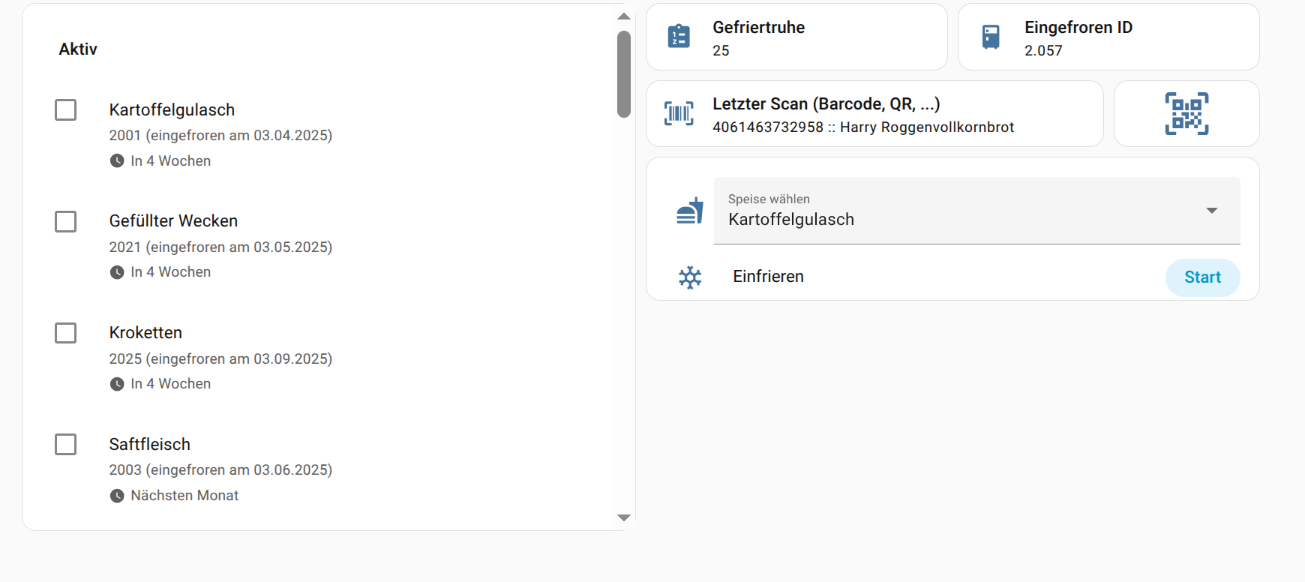 Aktiv
Kartoffelgulasch
2001 (eingefroren am 03.04.2025)
In 4 Wochen
Gefüllter Wecken
2021 (eingefroren am 03.05.2025)
In 4 Wochen
Kroketten
2025 (eingefroren am 03.09.2025)
In 4 Wochen
Saftfleisch
2003 (eingefroren am 03.06.2025)
Nächsten Monat
Gefriertruhe
25
Eingefroren ID
2.057
Letzter Scan (Barcode, QR, ...)
4061463732958 :: Harry Roggenvollkornbrot
Speise wählen
Kartoffelgulasch
Einfrieren
Start